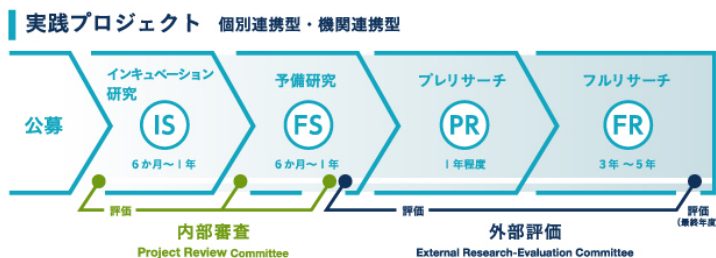 実践プロジェクト 個別連携型・機関連携型
公募
インキュベーション
研究
IS
6か月～1年
予備研究
FS
6か月～1年
プレリサーチ
PR
1年程度
フルリサーチ
FR
3年～5年
評価
評価
評価
(最終年度)
内部審査
Project Review Committee
外部評価
External Research-Evaluation Committee